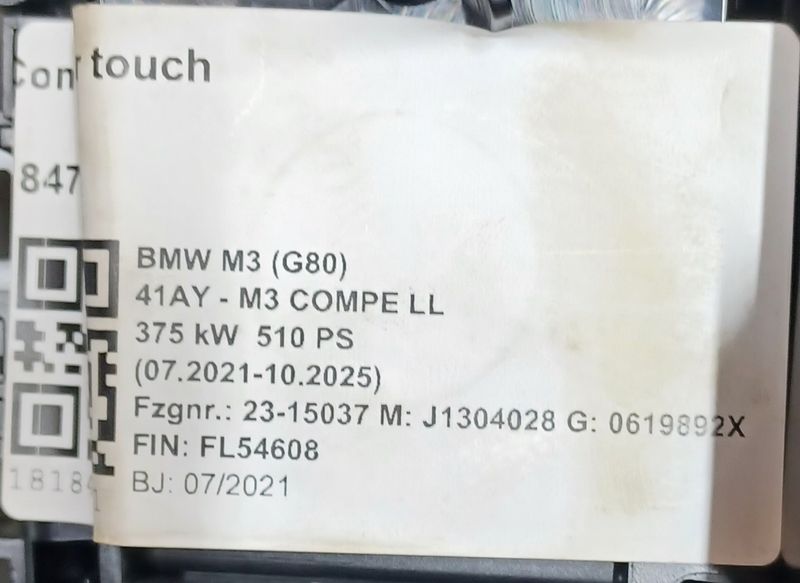 touch
847
BMW M3 (G80)
41AY - M3 COMPE LL
375 kW 510 PS
(07.2021-10.2025)
Fzgnr.: 23-15037 M: J1304028 G: 0619892X
FIN: FL54608
1818
BJ: 07/2021